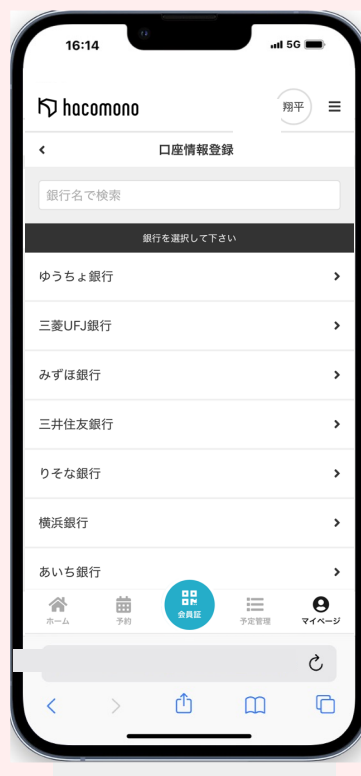 16:14
5G
hacomono
翔平
口座情報登録
銀行名で検索
銀行を選択して下さい
ゆうちょ銀行
三菱UFJ銀行
みずほ銀行
三井住友銀行
りそな銀行
横浜銀行
あいち銀行
ホーム 予約 会員証 予定管理 マイページ